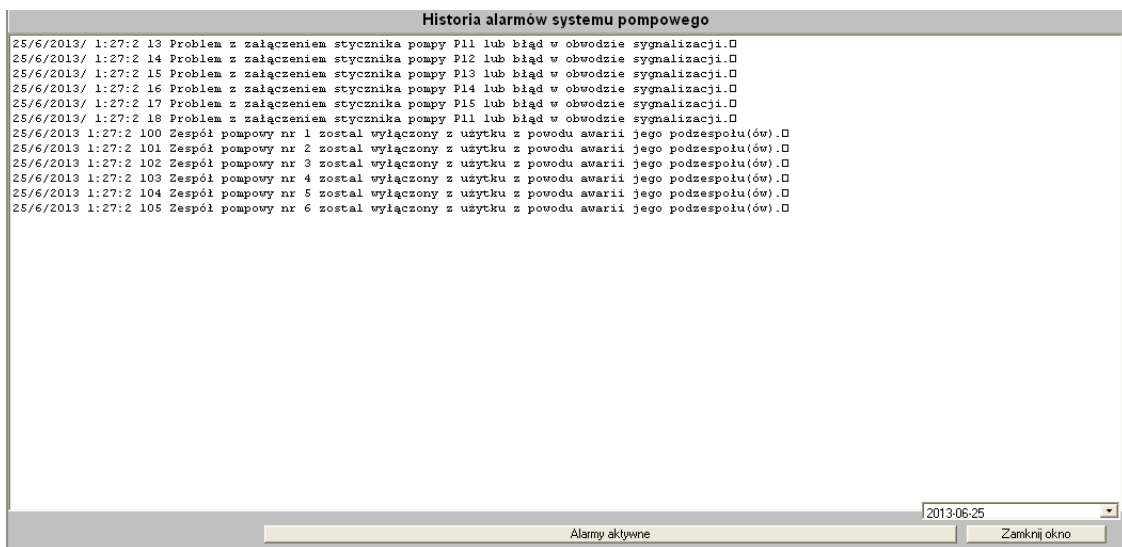 Historia alarmów systemu pompowego
25/6/2013/ 1:27:2 13 Problem z załączeniem stycznika pompy P11 lub błąd w obwodzie sygnalizacji.
25/6/2013/ 1:27:2 14 Problem z załączeniem stycznika pompy P12 lub błąd w obwodzie sygnalizacji.
25/6/2013/ 1:27:2 15 Problem z załączeniem stycznika pompy P13 lub błąd w obwodzie sygnalizacji.
25/6/2013/ 1:27:2 16 Problem z załączeniem stycznika pompy P14 lub błąd w obwodzie sygnalizacji.
25/6/2013/ 1:27:2 17 Problem z załączeniem stycznika pompy P15 lub błąd w obwodzie sygnalizacji.
25/6/2013/ 1:27:2 18 Problem z załączeniem stycznika pompy P11 lub błąd w obwodzie sygnalizacji.
25/6/2013 1:27:2 100 Zespół pompowy nr 1 zostal wyłączony z użytku z powodu awarii jego podzespołu(ów).
25/6/2013 1:27:2 101 Zespół pompowy nr 2 zostal wyłączony z użytku z powodu awarii jego podzespołu(ów).
25/6/2013 1:27:2 102 Zespół pompowy nr 3 zostal wyłączony z użytku z powodu awarii jego podzespołu(ów).
25/6/2013 1:27:2 103 Zespół pompowy nr 4 zostal wyłączony z użytku z powodu awarii jego podzespołu(ów).
25/6/2013 1:27:2 104 Zespół pompowy nr 5 zostal wyłączony z użytku z powodu awarii jego podzespołu(ów).
25/6/2013 1:27:2 105 Zespół pompowy nr 6 zostal wyłączony z użytku z powodu awarii jego podzespołu(ów).
2013-06-25
Alarmy aktywne
Zamknij okno